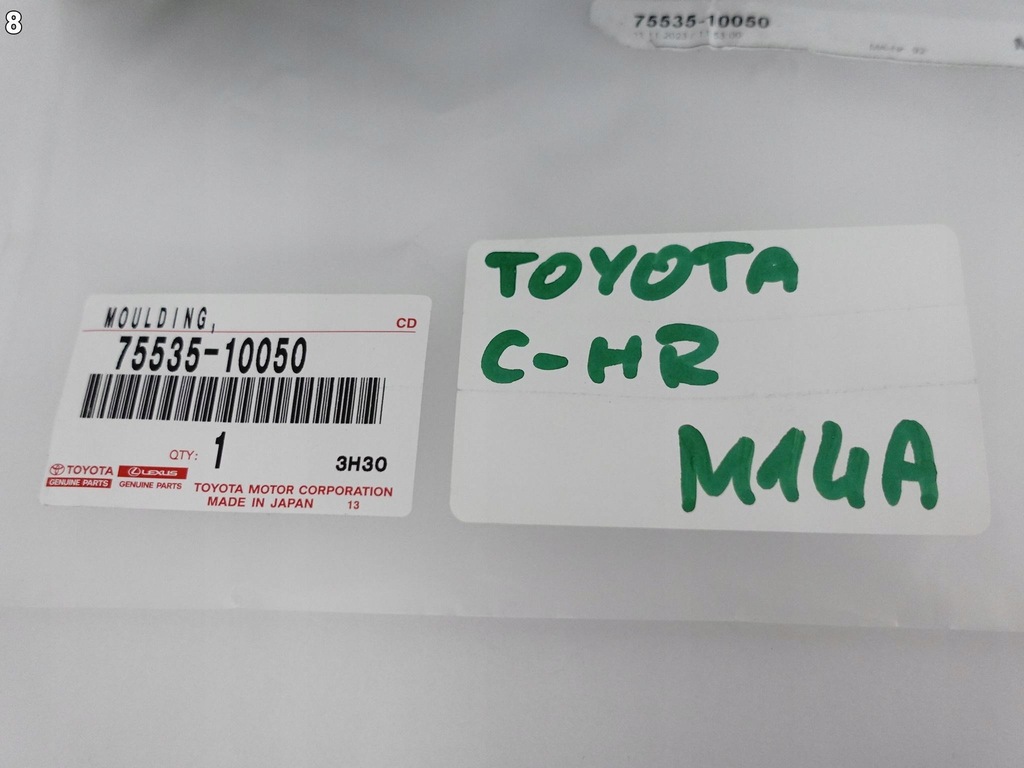 8
75535-10050
MOULDING,
CD
75535-10050
QTY: 1
3H30
TOYOTA
GENUINE PARTS
LEXUS
GENUINE PARTS
TOYOTA MOTOR CORPORATION
MADE IN JAPAN 13
TOYOTA
C-HR
M14A